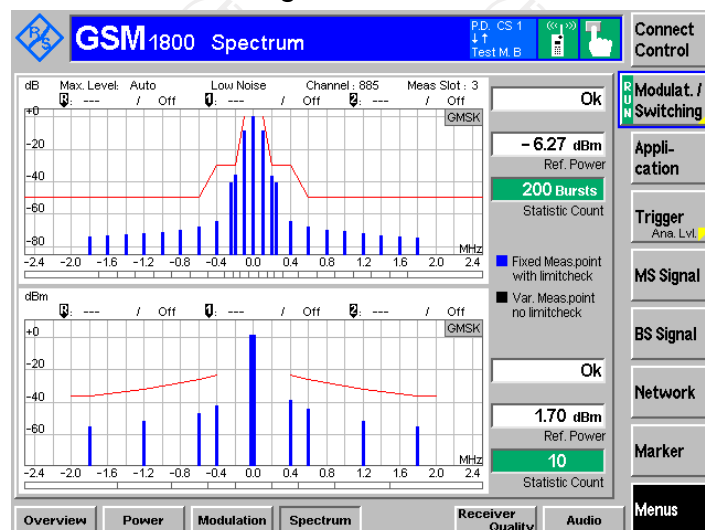 R S
GSM 1800 Spectrum
P.D. CS 1
Test M. B
Connect Control
dB Max. Level: Auto Low Noise Channel : 885 Meas Slot : 3
R: --- / Off 1: --- / Off 2: --- / Off
GMSK
+0
-20
-40
-60
-80
MHz
-2.4 -2.0 -1.6 -1.2 -0.8 -0.4 0.0 0.4 0.8 1.2 1.6 2.0 2.4
Ok
- 6.27 dBm
Ref. Power
200 Bursts
Statistic Count
Fixed Meas.point
with limitcheck
Var. Meas.point
no limitcheck
dBm
R: --- / Off 1: --- / Off 2: --- / Off
GMSK
+0
-20
-40
-60
MHz
-2.4 -2.0 -1.6 -1.2 -0.8 -0.4 0.0 0.4 0.8 1.2 1.6 2.0 2.4
Ok
1.70 dBm
Ref. Power
10
Statistic Count
RUN
Modulat. /
Switching
Appli-
cation
Trigger
Ana. Lvl.
MS Signal
BS Signal
Network
Marker
Menus
Overview Power Modulation Spectrum Receiver Quality Audio